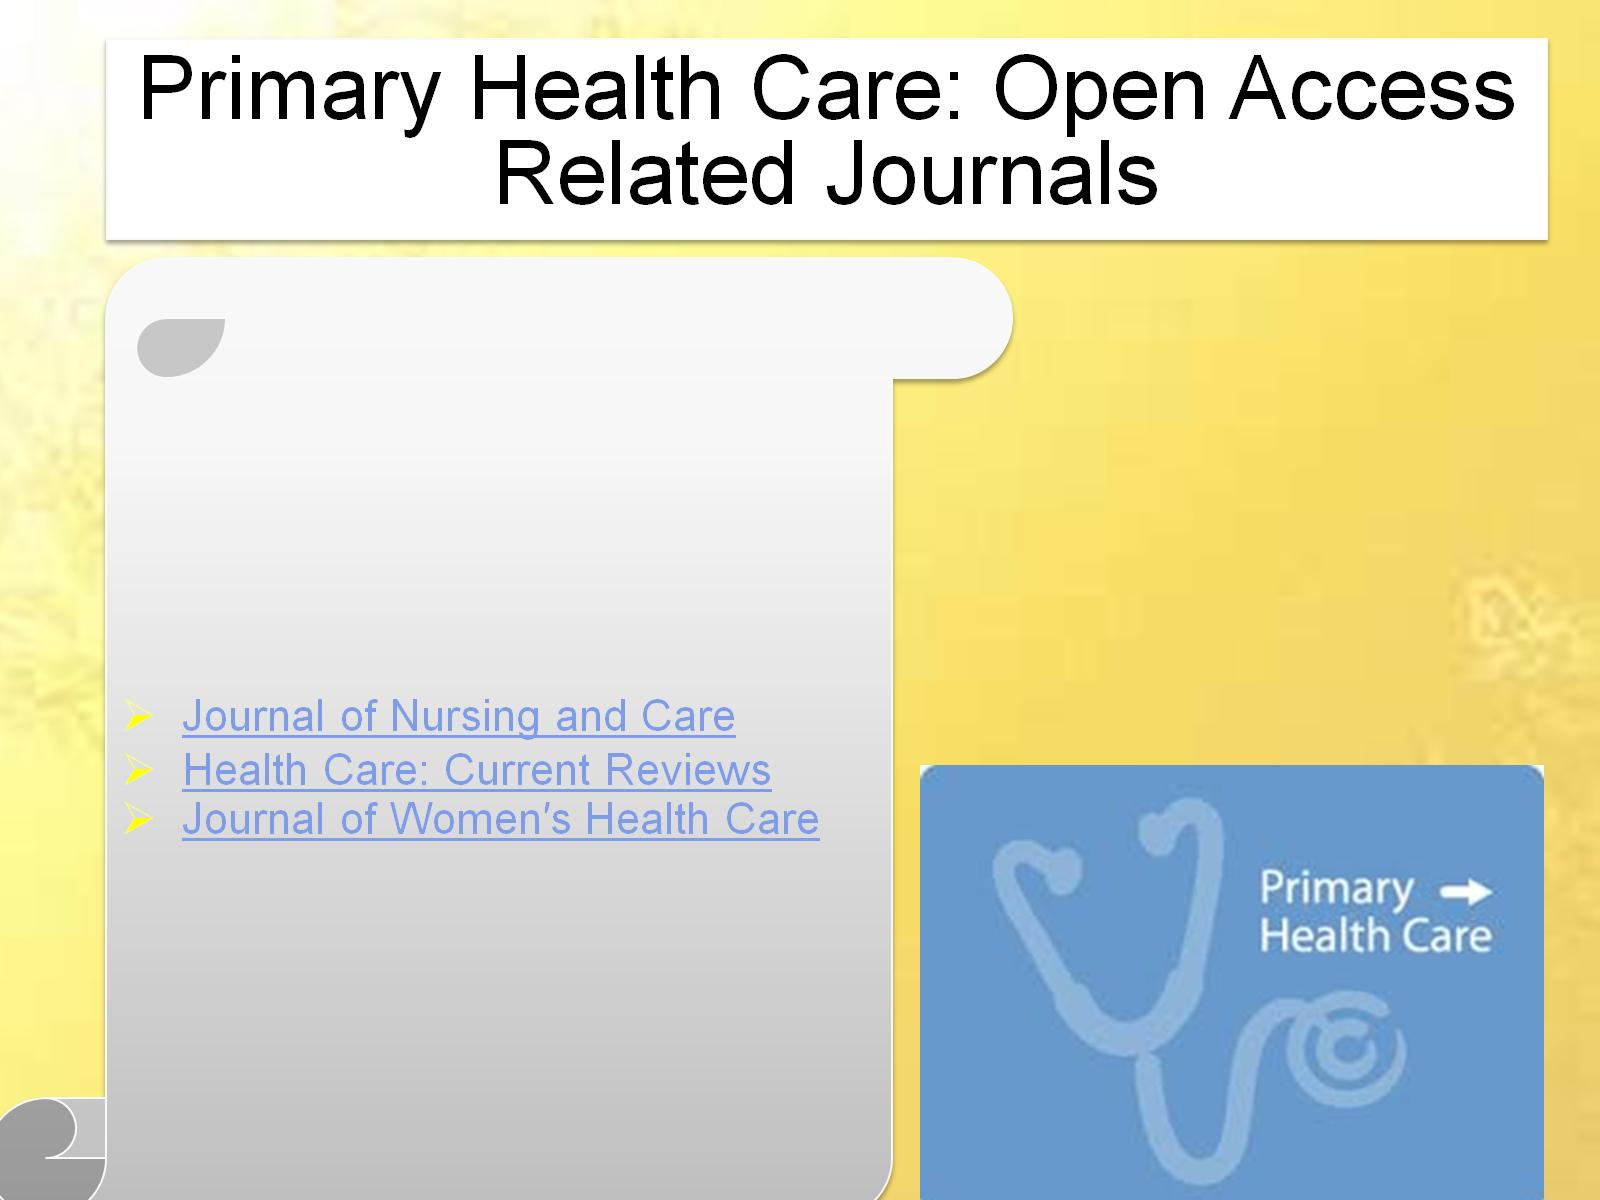 Primary Health Care: Open Access
Related Journals
Journal of Nursing and Care
Health Care: Current Reviews
Journal of Women′s Health Care
Primary
Health Care